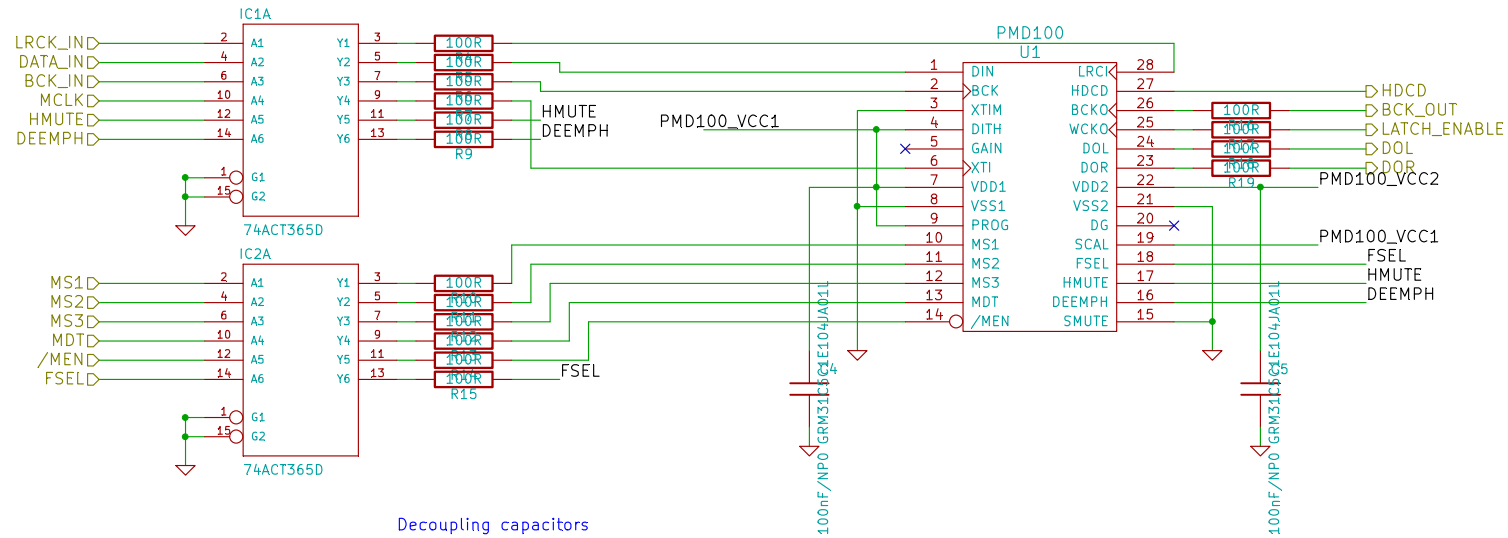 IC1A
LRCK_IN 2 A1 Y1 3 100R
DATA_IN 4 A2 Y2 5 100R
BCK_IN 6 A3 Y3 7 100R
MCLK 10 A4 Y4 9 100R
HMUTE 12 A5 Y5 11 100R HMUTE
DEEMPH 14 A6 Y6 13 100R DEEMPH
R9
1 G1
15 G2
74ACT365D
IC2A
MS1 2 A1 Y1 3 100R
MS2 4 A2 Y2 5 100R
MS3 6 A3 Y3 7 100R
MDT 10 A4 Y4 9 100R
/MEN 12 A5 Y5 11 100R
FSEL 14 A6 Y6 13 100R FSEL
R15
1 G1
15 G2
74ACT365D
PMD100
U1
1 DIN LRCI 28
2 BCK HDCD 27 HDCD
3 XTIM BCKO 26 100R BCK_OUT
PMD100_VCC1 4 DITH WCKO 25 100R LATCH_ENABLE
5 GAIN DOL 24 100R DOL
6 XTI DOR 23 100R DOR
R19
7 VDD1 VDD2 22 PMD100_VCC2
8 VSS1 VSS2 21
9 PROG DG 20
10 MS1 SCAL 19 PMD100_VCC1
11 MS2 FSEL 18 FSEL
12 MS3 HMUTE 17 HMUTE
13 MDT DEEMPH 16 DEEMPH
14 /MEN SMUTE 15
C4
100nF/NP0 GRM31C5C1E104JA01L
C5
100nF/NP0 GRM31C5C1E104JA01L
Decoupling capacitors